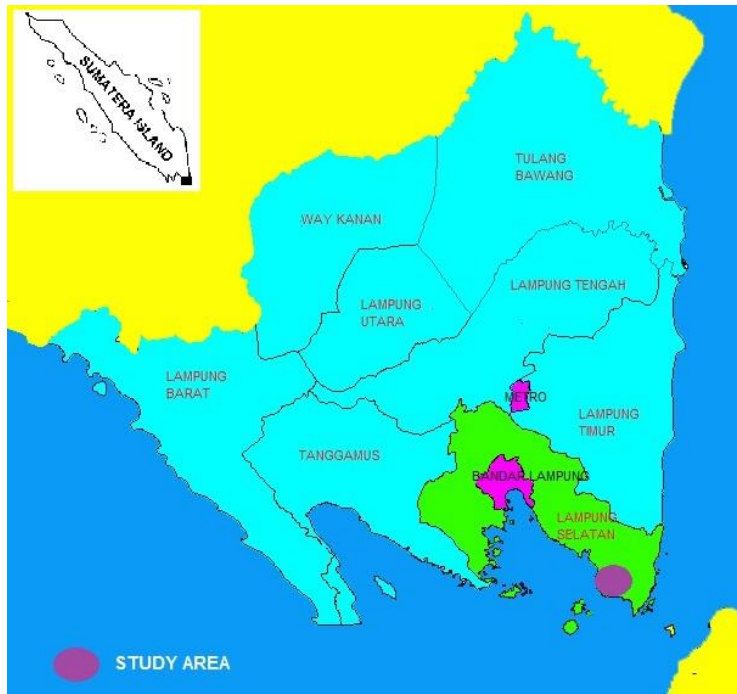 SUMATERA ISLAND
TULANG
BAWANG
WAY KANAN
LAMPUNG TENGAH
LAMPUNG
UTARA
LAMPUNG
BARAT
METRO
LAMPUNG
TIMUR
TANGGAMUS
BANDAR LAMPUNG
LAMPUNG
SELATAN
STUDY AREA